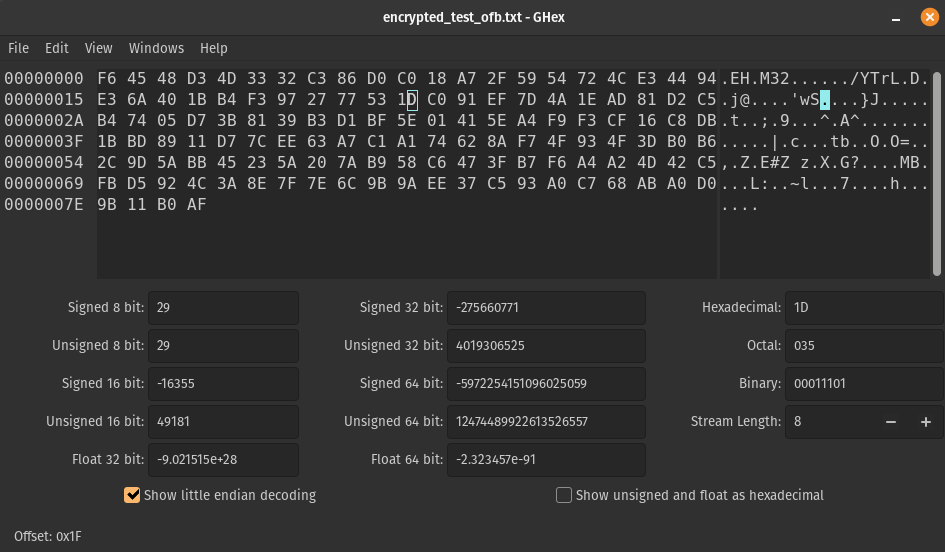 encrypted_test_ofb.txt - GHex
File Edit View Windows Help
00000000 F6 45 48 D3 4D 33 32 C3 86 D0 C0 18 A7 2F 59 54 72 4C E3 44 94 .EH.M32....../YTrL.D.
00000015 E3 6A 40 1B B4 F3 97 27 77 53 1D C0 91 EF 7D 4A 1E AD 81 D2 C5 .j@....'wS....}J.....
0000002A B4 74 05 D7 3B 81 39 B3 D1 BF 5E 01 41 5E A4 F9 F3 CF 16 C8 DB .t..;.9...^.A^.......
0000003F 1B BD 89 11 D7 7C EE 63 A7 C1 A1 74 62 8A F7 4F 93 4F 3D B0 B6 .....|.c...tb..O.O=..
00000054 2C 9D 5A BB 45 23 5A 20 7A B9 58 C6 47 3F B7 F6 A4 A2 4D 42 C5 ,.Z.E#Z z.X.G?....MB.
00000069 FB D5 92 4C 3A 8E 7F 7E 6C 9B 9A EE 37 C5 93 A0 C7 68 AB A0 D0 ...L:..~l...7....h...
0000007E 9B 11 B0 AF ....
Signed 8 bit: 29 Signed 32 bit: -275660771 Hexadecimal: 1D
Unsigned 8 bit: 29 Unsigned 32 bit: 4019306525 Octal: 035
Signed 16 bit: -16355 Signed 64 bit: -5972254151096025059 Binary: 00011101
Unsigned 16 bit: 49181 Unsigned 64 bit: 12474489922613526557 Stream Length: 8 − +
Float 32 bit: -9.021515e+28 Float 64 bit: -2.323457e-91
Show little endian decoding Show unsigned and float as hexadecimal
Offset: 0x1F